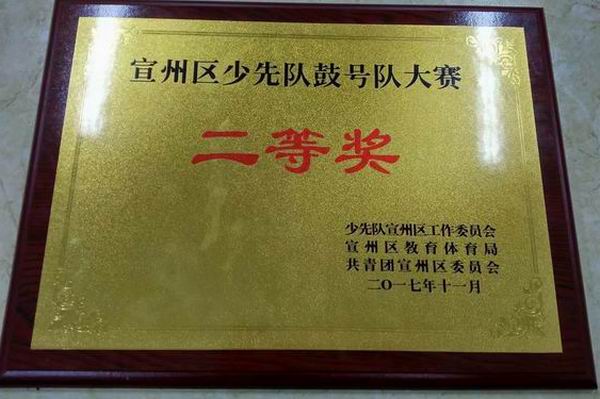 宣州区少先队鼓号队大赛
二等奖
少先队宣州区工作委员会
宣州区教育体育局
共青团宣州区委员会
二〇一七年十一月